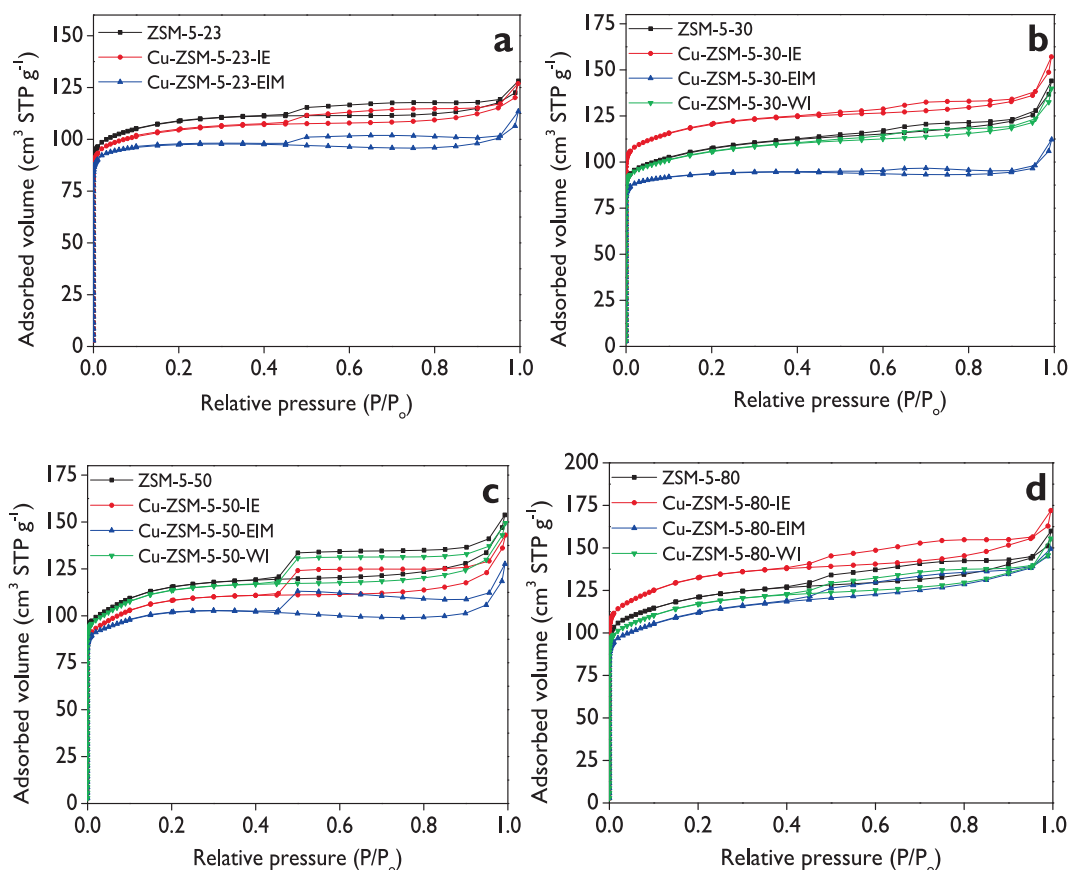 a
ZSM-5-23
Cu-ZSM-5-23-IE
Cu-ZSM-5-23-EIM
Adsorbed volume (cm³ STP g⁻¹)
150
125
100
75
50
25
0
0.0 0.2 0.4 0.6 0.8 1.0
Relative pressure (P/Pₒ)
b
ZSM-5-30
Cu-ZSM-5-30-IE
Cu-ZSM-5-30-EIM
Cu-ZSM-5-30-WI
Adsorbed volume (cm³ STP g⁻¹)
175
150
125
100
75
50
25
0
0.0 0.2 0.4 0.6 0.8 1.0
Relative pressure (P/Pₒ)
c
ZSM-5-50
Cu-ZSM-5-50-IE
Cu-ZSM-5-50-EIM
Cu-ZSM-5-50-WI
Adsorbed volume (cm³ STP g⁻¹)
175
150
125
100
75
50
25
0
0.0 0.2 0.4 0.6 0.8 1.0
Relative pressure (P/Pₒ)
d
ZSM-5-80
Cu-ZSM-5-80-IE
Cu-ZSM-5-80-EIM
Cu-ZSM-5-80-WI
Adsorbed volume (cm³ STP g⁻¹)
200
175
150
125
100
75
50
25
0
0.0 0.2 0.4 0.6 0.8 1.0
Relative pressure (P/Pₒ)